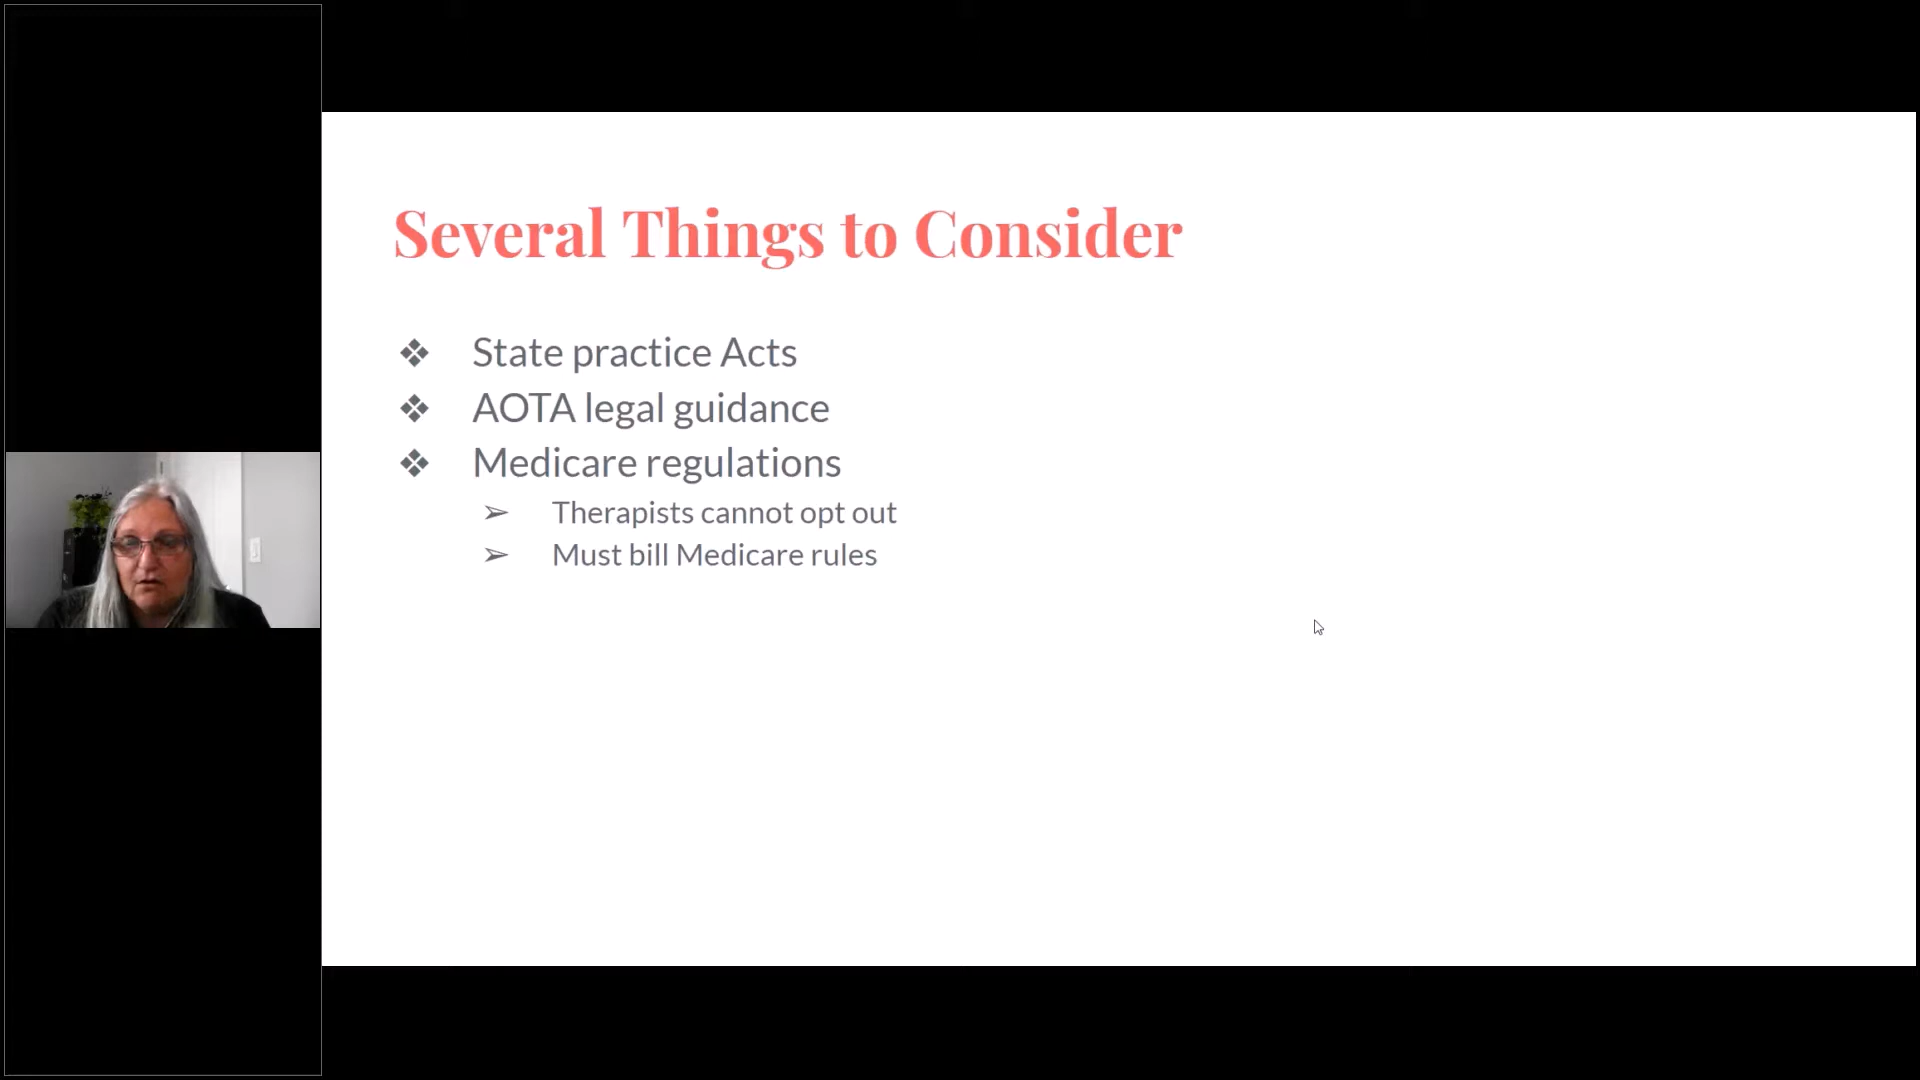 Several Things to Consider
❖ State practice Acts
❖ AOTA legal guidance
❖ Medicare regulations
➢ Therapists cannot opt out
➢ Must bill Medicare rules